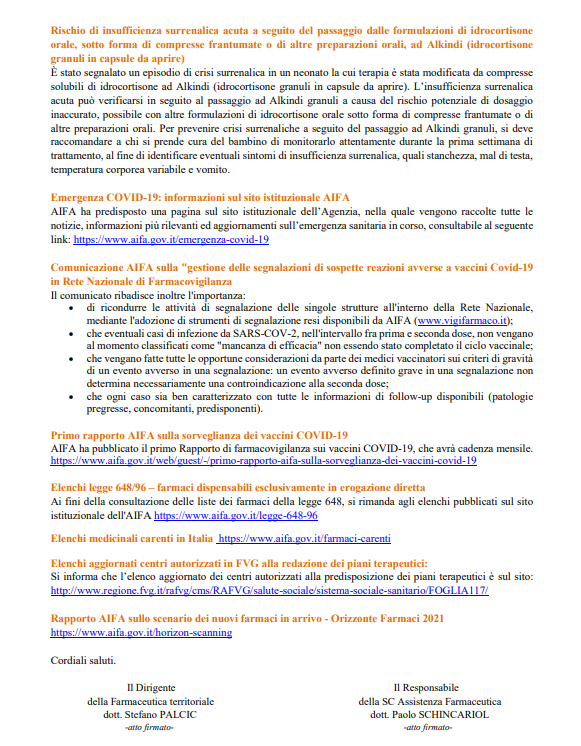 Rischio di insufficienza surrenalica acuta a seguito del passaggio dalle formulazioni di idrocortisone
orale, sotto forma di compresse frantumate o di altre preparazioni orali, ad Alkindi (idrocortisone
granuli in capsule da aprire)
È stato segnalato un episodio di crisi surrenalica in un neonato la cui terapia è stata modificata da compresse
solubili di idrocortisone ad Alkindi (idrocortisone granuli in capsule da aprire). L’insufficienza surrenalica
acuta può verificarsi in seguito al passaggio ad Alkindi granuli a causa del rischio potenziale di dosaggio
inaccurato, possibile con altre formulazioni di idrocortisone orale sotto forma di compresse frantumate o di
altre preparazioni orali. Per prevenire crisi surrenaliche a seguito del passaggio ad Alkindi granuli, si deve
raccomandare a chi si prende cura del bambino di monitorarlo attentamente durante la prima settimana di
trattamento, al fine di identificare eventuali sintomi di insufficienza surrenalica, quali stanchezza, mal di testa,
temperatura corporea variabile e vomito.
Emergenza COVID-19: informazioni sul sito istituzionale AIFA
AIFA ha predisposto una pagina sul sito istituzionale dell’Agenzia, nella quale vengono raccolte tutte le
notizie, informazioni più rilevanti ed aggiornamenti sull’emergenza sanitaria in corso, consultabile al seguente
link: https://www.aifa.gov.it/emergenza-covid-19
Comunicazione AIFA sulla "gestione delle segnalazioni di sospette reazioni avverse a vaccini Covid-19
in Rete Nazionale di Farmacovigilanza
Il comunicato ribadisce inoltre l'importanza:
• di ricondurre le attività di segnalazione delle singole strutture all'interno della Rete Nazionale,
mediante l'adozione di strumenti di segnalazione resi disponibili da AIFA (www.vigifarmaco.it);
• che eventuali casi di infezione da SARS-COV-2, nell'intervallo fra prima e seconda dose, non vengano
al momento classificati come "mancanza di efficacia" non essendo stato completato il ciclo vaccinale;
• che vengano fatte tutte le opportune considerazioni da parte dei medici vaccinatori sui criteri di gravità
di un evento avverso in una segnalazione: un evento avverso definito grave in una segnalazione non
determina necessariamente una controindicazione alla seconda dose;
• che ogni caso sia ben caratterizzato con tutte le informazioni di follow-up disponibili (patologie
pregresse, concomitanti, predisponenti).
Primo rapporto AIFA sulla sorveglianza dei vaccini COVID-19
AIFA ha pubblicato il primo Rapporto di farmacovigilanza sui vaccini COVID-19, che avrà cadenza mensile.
https://www.aifa.gov.it/web/guest/-/primo-rapporto-aifa-sulla-sorveglianza-dei-vaccini-covid-19
Elenchi legge 648/96 – farmaci dispensabili esclusivamente in erogazione diretta
Ai fini della consultazione delle liste dei farmaci della legge 648, si rimanda agli elenchi pubblicati sul sito
istituzionale dell'AIFA https://www.aifa.gov.it/legge-648-96
Elenchi medicinali carenti in Italia https://www.aifa.gov.it/farmaci-carenti
Elenchi aggiornati centri autorizzati in FVG alla redazione dei piani terapeutici:
Si informa che l’elenco aggiornato dei centri autorizzati alla predisposizione dei piani terapeutici è sul sito:
http://www.regione.fvg.it/rafvg/cms/RAFVG/salute-sociale/sistema-sociale-sanitario/FOGLIA117/
Rapporto AIFA sullo scenario dei nuovi farmaci in arrivo - Orizzonte Farmaci 2021
https://www.aifa.gov.it/horizon-scanning
Cordiali saluti.
Il Dirigente
della Farmaceutica territoriale
dott. Stefano PALCIC
-atto firmato-
Il Responsabile
della SC Assistenza Farmaceutica
dott. Paolo SCHINCARIOL
-atto firmato-